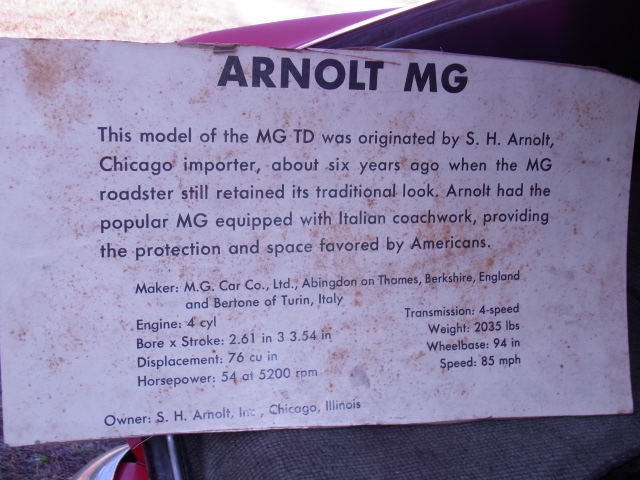 ARNOLT MG
This model of the MG TD was originated by S. H. Arnolt,
Chicago importer, about six years ago when the MG
roadster still retained its traditional look. Arnolt had the
popular MG equipped with Italian coachwork, providing
the protection and space favored by Americans.
Maker: M.G. Car Co., Ltd., Abingdon on Thames, Berkshire, England
and Bertone of Turin, Italy
Engine: 4 cyl
Bore x Stroke: 2.61 in 3 3.54 in
Displacement: 76 cu in
Horsepower: 54 at 5200 rpm
Transmission: 4-speed
Weight: 2035 lbs
Wheelbase: 94 in
Speed: 85 mph
Owner: S. H. Arnolt, Inc., Chicago, Illinois